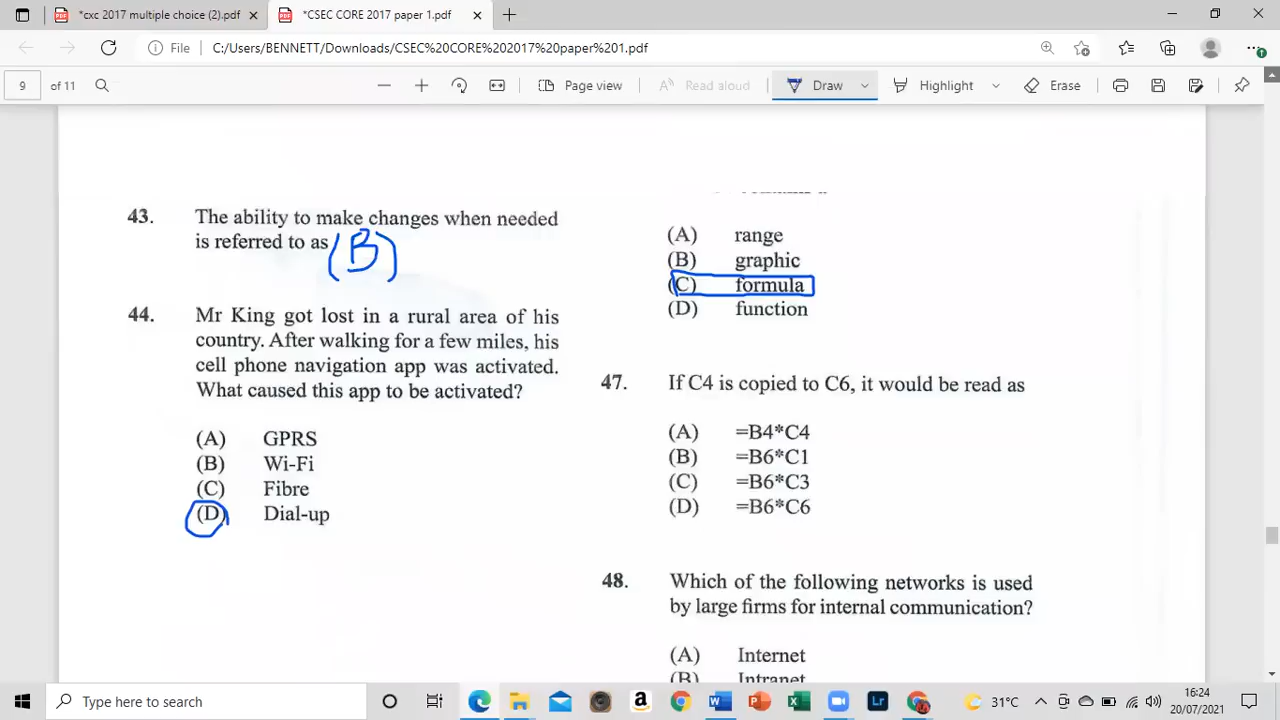 *cxc 2017 multiple choice (2).pdf
*CSEC CORE 2017 paper 1.pdf
File
C:/Users/BENNETT/Downloads/CSEC%20CORE%202017%20paper%201.pdf
9 of 11
Page view
Read aloud
Draw
Highlight
Erase
43. The ability to make changes when needed
is referred to as
(B)
44. Mr King got lost in a rural area of his
country. After walking for a few miles, his
cell phone navigation app was activated.
What caused this app to be activated?
(A) GPRS
(B) Wi-Fi
(C) Fibre
(D) Dial-up
(A) range
(B) graphic
(C) formula
(D) function
47. If C4 is copied to C6, it would be read as
(A) =B4*C4
(B) =B6*C1
(C) =B6*C3
(D) =B6*C6
48. Which of the following networks is used
by large firms for internal communication?
(A) Internet
(B) Intranet
Type here to search
31°C
16:24
20/07/2021